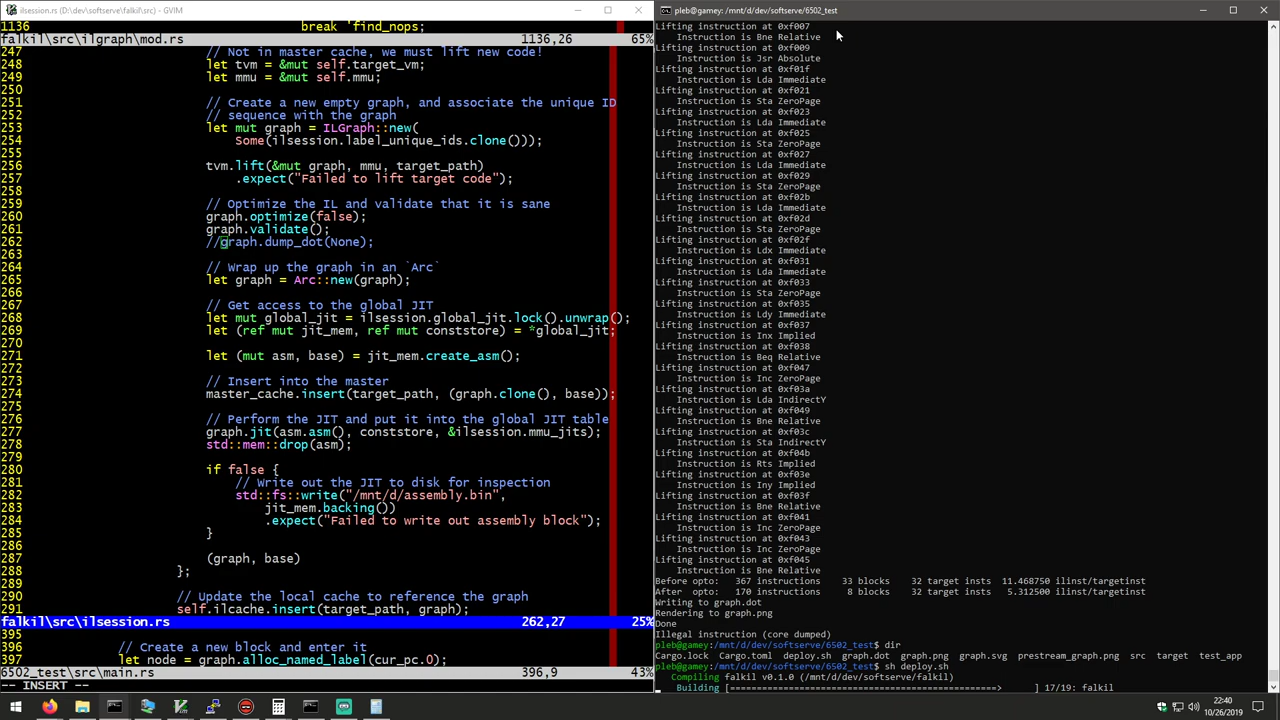 ilsession.rs (D:\dev\softserve\falkil\src) - GVIM
1136 break 'find_nops;
falkil\src\ilgraph\mod.rs 1136,26 65%
247 // Not in master cache, we must lift new code!
248 let tvm = &mut self.target_vm;
249 let mmu = &mut self.mmu;
250
251 // Create a new empty graph, and associate the unique ID
252 // sequence with the graph
253 let mut graph = ILGraph::new(
254 Some(ilsession.label_unique_ids.clone()));
255
256 tvm.lift(&mut graph, mmu, target_path)
257 .expect("Failed to lift target code");
258
259 // Optimize the IL and validate that it is sane
260 graph.optimize(false);
261 graph.validate();
262 //graph.dump_dot(None);
263
264 // Wrap up the graph in an `Arc`
265 let graph = Arc::new(graph);
266
267 // Get access to the global JIT
268 let mut global_jit = ilsession.global_jit.lock().unwrap();
269 let (ref mut jit_mem, ref mut conststore) = *global_jit;
270
271 let (mut asm, base) = jit_mem.create_asm();
272
273 // Insert into the master
274 master_cache.insert(target_path, (graph.clone(), base));
275
276 // Perform the JIT and put it into the global JIT table
277 graph.jit(asm.asm(), conststore, &ilsession.mmu_jits);
278 std::mem::drop(asm);
279
280 if false {
281 // Write out the JIT to disk for inspection
282 std::fs::write("/mnt/d/assembly.bin",
283 jit_mem.backing())
284 .expect("Failed to write out assembly block");
285 }
286
287 (graph, base)
288 };
289
290 // Update the local cache to reference the graph
291 self.ilcache.insert(target_path, graph);
falkil\src\ilsession.rs 262,27 25%
395
396 // Create a new block and enter it
397 let node = graph.alloc_named_label(cur_pc.0);
6502_test\src\main.rs 396,9 43%
-- INSERT --
pleb@gamey: /mnt/d/dev/softserve/6502_test
Lifting instruction at 0xf007
Instruction is Bne Relative
Lifting instruction at 0xf009
Instruction is Jsr Absolute
Lifting instruction at 0xf01f
Instruction is Lda Immediate
Lifting instruction at 0xf021
Instruction is Sta ZeroPage
Lifting instruction at 0xf023
Instruction is Lda Immediate
Lifting instruction at 0xf025
Instruction is Sta ZeroPage
Lifting instruction at 0xf027
Instruction is Lda Immediate
Lifting instruction at 0xf029
Instruction is Sta ZeroPage
Lifting instruction at 0xf02b
Instruction is Lda Immediate
Lifting instruction at 0xf02d
Instruction is Sta ZeroPage
Lifting instruction at 0xf02f
Instruction is Ldx Immediate
Lifting instruction at 0xf031
Instruction is Lda Immediate
Lifting instruction at 0xf033
Instruction is Sta ZeroPage
Lifting instruction at 0xf035
Instruction is Ldy Immediate
Lifting instruction at 0xf037
Instruction is Inx Implied
Lifting instruction at 0xf038
Instruction is Beq Relative
Lifting instruction at 0xf047
Instruction is Inc ZeroPage
Lifting instruction at 0xf03a
Instruction is Lda IndirectY
Lifting instruction at 0xf049
Instruction is Bne Relative
Lifting instruction at 0xf03c
Instruction is Sta IndirectY
Lifting instruction at 0xf04b
Instruction is Rts Implied
Lifting instruction at 0xf03e
Instruction is Iny Implied
Lifting instruction at 0xf03f
Instruction is Bne Relative
Lifting instruction at 0xf041
Instruction is Inc ZeroPage
Lifting instruction at 0xf043
Instruction is Inc ZeroPage
Lifting instruction at 0xf045
Instruction is Bne Relative
Before opto: 367 instructions 33 blocks 32 target insts 11.468750 ilinst/targetinst
After opto: 170 instructions 8 blocks 32 target insts 5.312500 ilinst/targetinst
Writing to graph.dot
Rendering to graph.png
Done
Illegal instruction (core dumped)
pleb@gamey:/mnt/d/dev/softserve/6502_test$ dir
Cargo.lock Cargo.toml deploy.sh graph.dot graph.png graph.svg prestream_graph.png src target test_app
pleb@gamey:/mnt/d/dev/softserve/6502_test$ sh deploy.sh
Compiling falkil v0.1.0 (/mnt/d/dev/softserve/falkil)
Building [=================================================> ] 17/19: falkil
22:40
10/26/2019